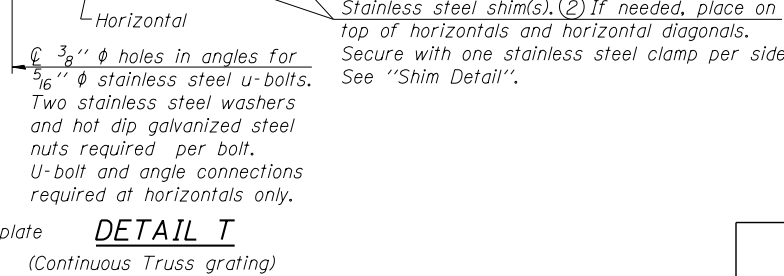 Horizontal
℄ 3/8'' ϕ holes in angles for
5/16'' ϕ stainless steel u-bolts.
Two stainless steel washers
and hot dip galvanized steel
nuts required per bolt.
U-bolt and angle connections
required at horizontals only.
Stainless steel shim(s). ② If needed, place on
top of horizontals and horizontal diagonals.
Secure with one stainless steel clamp per side
See ''Shim Detail''.
plate
DETAIL T
(Continuous Truss grating)